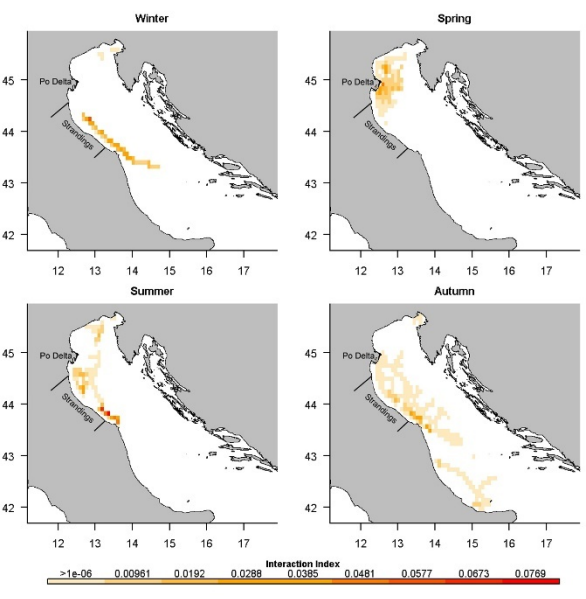 Winter
Spring
45
44
43
42
Po Delta
Strandings
12 13 14 15 16 17
45
44
43
42
Po Delta
Strandings
12 13 14 15 16 17
Summer
Autumn
45
44
43
42
Po Delta
Strandings
12 13 14 15 16 17
45
44
43
42
Po Delta
Strandings
12 13 14 15 16 17
Interaction Index
>1e-06 0.00961 0.0192 0.0288 0.0385 0.0481 0.0577 0.0673 0.0769